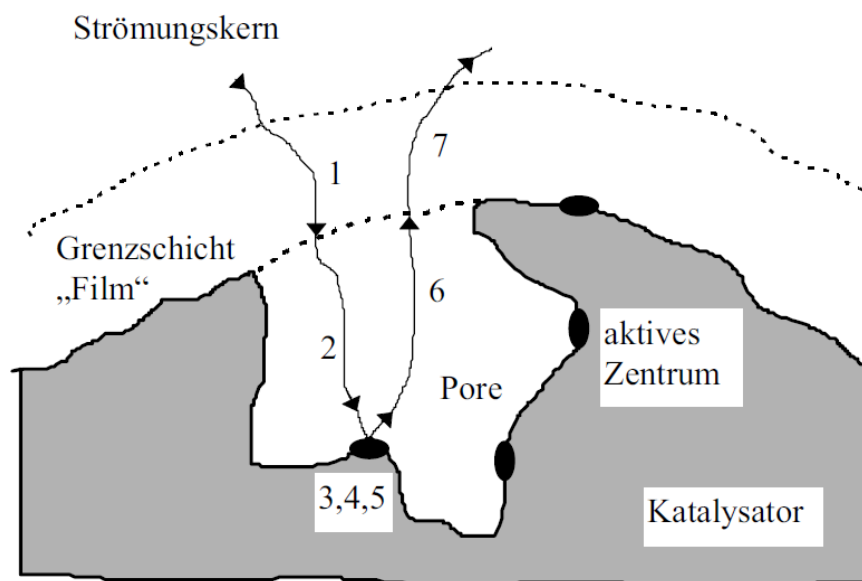 Strömungskern
1
7
Grenzschicht
„Film“
2
6
aktives
Zentrum
Pore
3,4,5
Katalysator